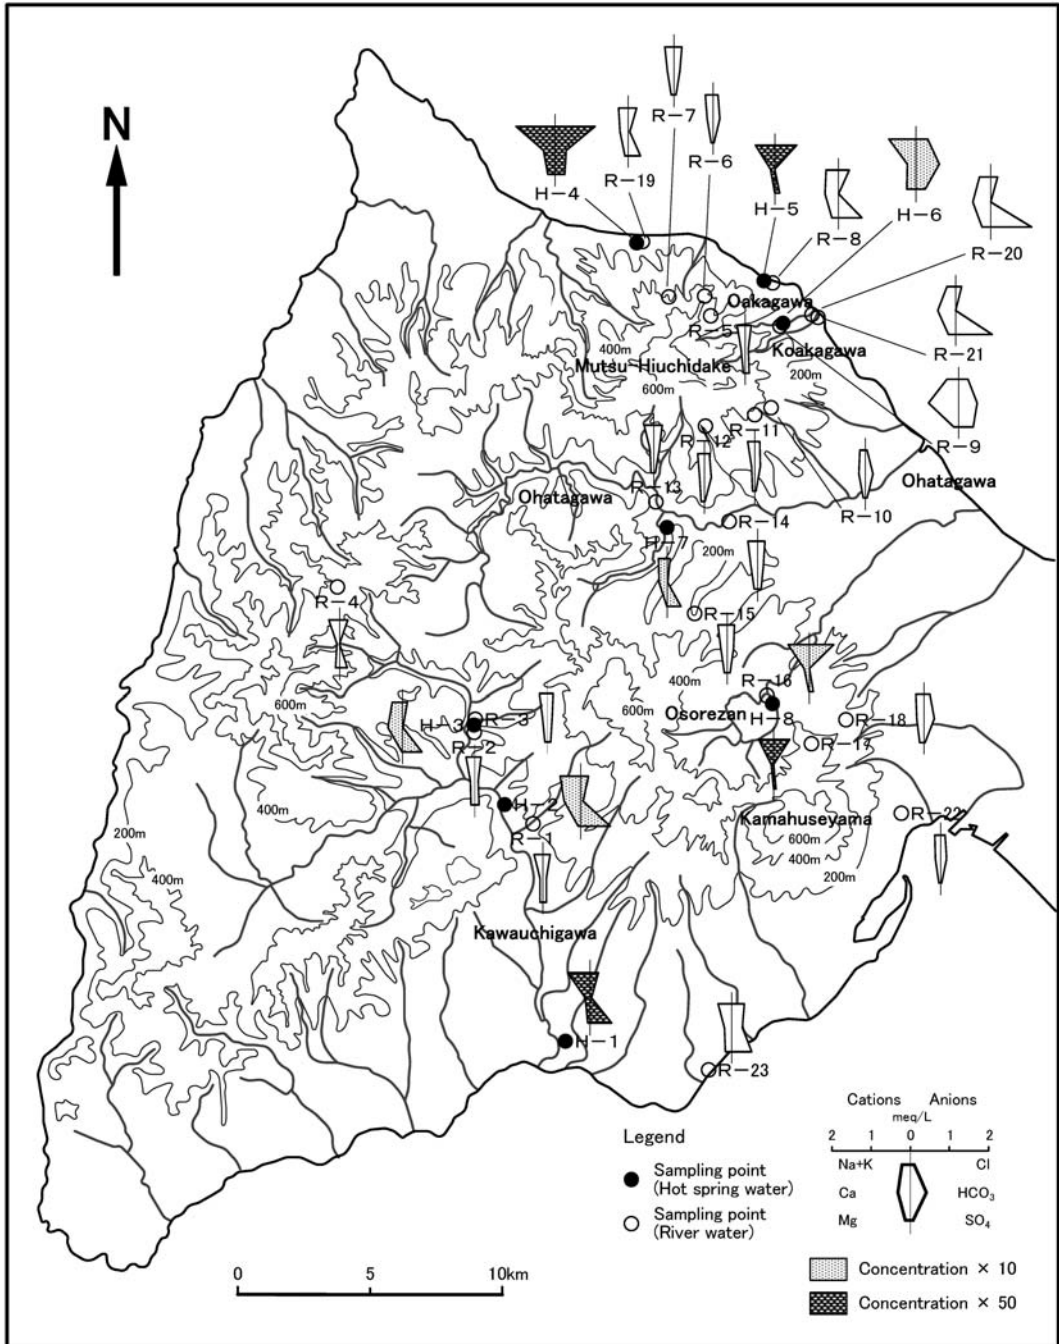 N
R-7
R-6
R-19
H-4
H-5
R-8
H-6
R-20
R-21
R-9
R-10
Oakagawa
R-5
Koakagawa
400m
Mutsu-Hiuchidake
600m
200m
R-11
R-12
R-13
Ohatagawa
Ohatagawa
R-14
H-7
200m
R-4
R-15
400m
R-16
600m
600m
Osorezan
H-8
R-18
R-17
H-3
R-3
R-2
H-2
R-1
400m
200m
400m
Kamahuseyama
600m
400m
200m
R-22
Kawauchigawa
H-1
R-23
Cations Anions
meq/L
2 1 0 1 2
Na+K Cl
Ca HCO₃
Mg SO₄
Legend
Sampling point
(Hot spring water)
Sampling point
(River water)
Concentration × 10
Concentration × 50
0 5 10km